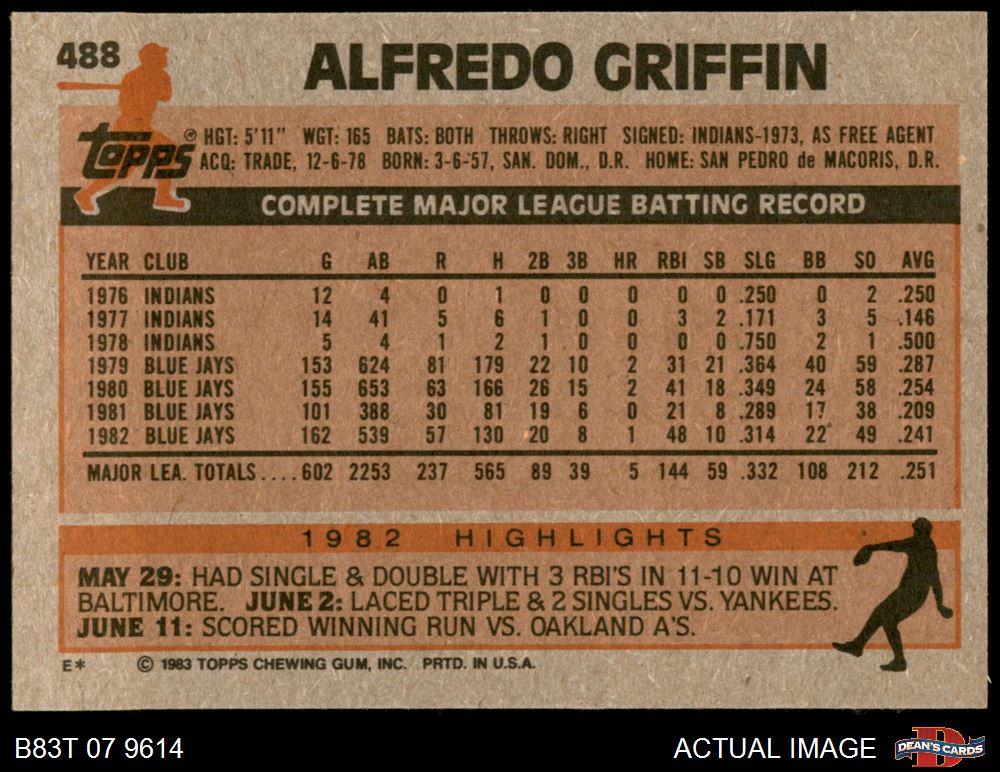 488 ALFREDO GRIFFIN
topps ® HGT: 5'11" WGT: 165 BATS: BOTH THROWS: RIGHT SIGNED: INDIANS-1973, AS FREE AGENT
ACQ: TRADE, 12-6-78 BORN: 3-6-57, SAN. DOM., D.R. HOME: SAN PEDRO de MACORIS, D.R.
COMPLETE MAJOR LEAGUE BATTING RECORD
YEAR CLUB G AB R H 2B 3B HR RBI SB SLG BB SO AVG
1976 INDIANS 12 4 0 1 0 0 0 0 0 .250 0 2 .250
1977 INDIANS 14 41 5 6 1 0 0 3 2 .171 3 5 .146
1978 INDIANS 5 4 1 2 1 0 0 0 0 .750 2 1 .500
1979 BLUE JAYS 153 624 81 179 22 10 2 31 21 .364 40 59 .287
1980 BLUE JAYS 155 653 63 166 26 15 2 41 18 .349 24 58 .254
1981 BLUE JAYS 101 388 30 81 19 6 0 21 8 .289 17 38 .209
1982 BLUE JAYS 162 539 57 130 20 8 1 48 10 .314 22 49 .241
MAJOR LEA. TOTALS .... 602 2253 237 565 89 39 5 144 59 .332 108 212 .251
1982 HIGHLIGHTS
MAY 29: HAD SINGLE & DOUBLE WITH 3 RBI'S IN 11-10 WIN AT
BALTIMORE. JUNE 2: LACED TRIPLE & 2 SINGLES VS. YANKEES.
JUNE 11: SCORED WINNING RUN VS. OAKLAND A'S.
E* © 1983 TOPPS CHEWING GUM, INC. PRTD. IN U.S.A.
B83T 07 9614 ACTUAL IMAGE D DEAN'S CARDS